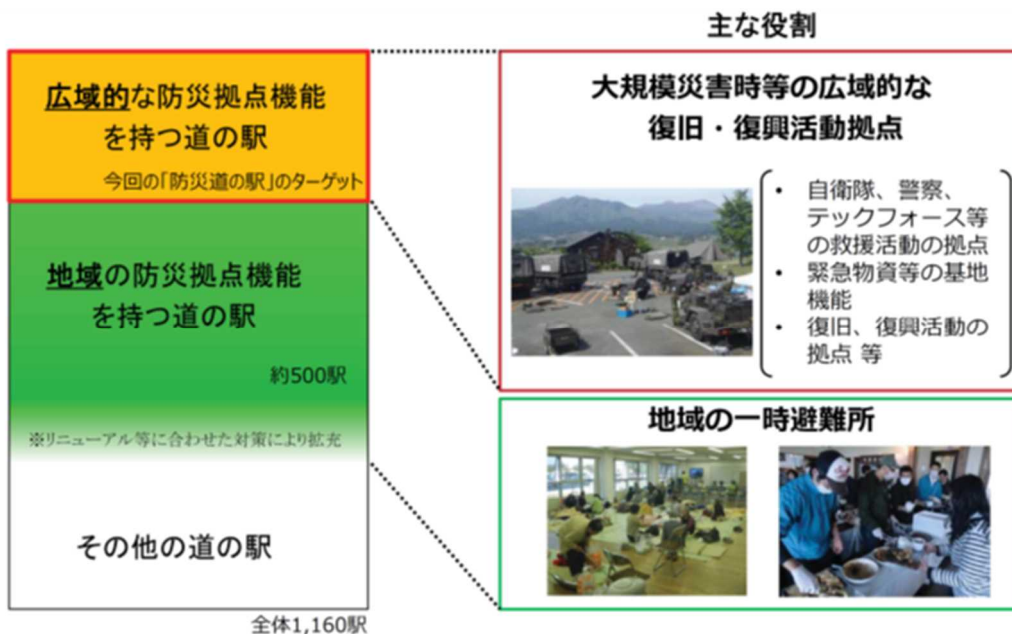 主な役割
広域的な防災拠点機能
を持つ道の駅
今回の「防災道の駅」のターゲット
地域の防災拠点機能
を持つ道の駅
約500駅
※リニューアル等に合わせた対策により拡充
その他の道の駅
全体1,160駅
大規模災害時等の広域的な
復旧・復興活動拠点
• 自衛隊、警察、
テックフォース等
の救援活動の拠点
• 緊急物資等の基地
機能
• 復旧、復興活動の
拠点 等
地域の一時避難所